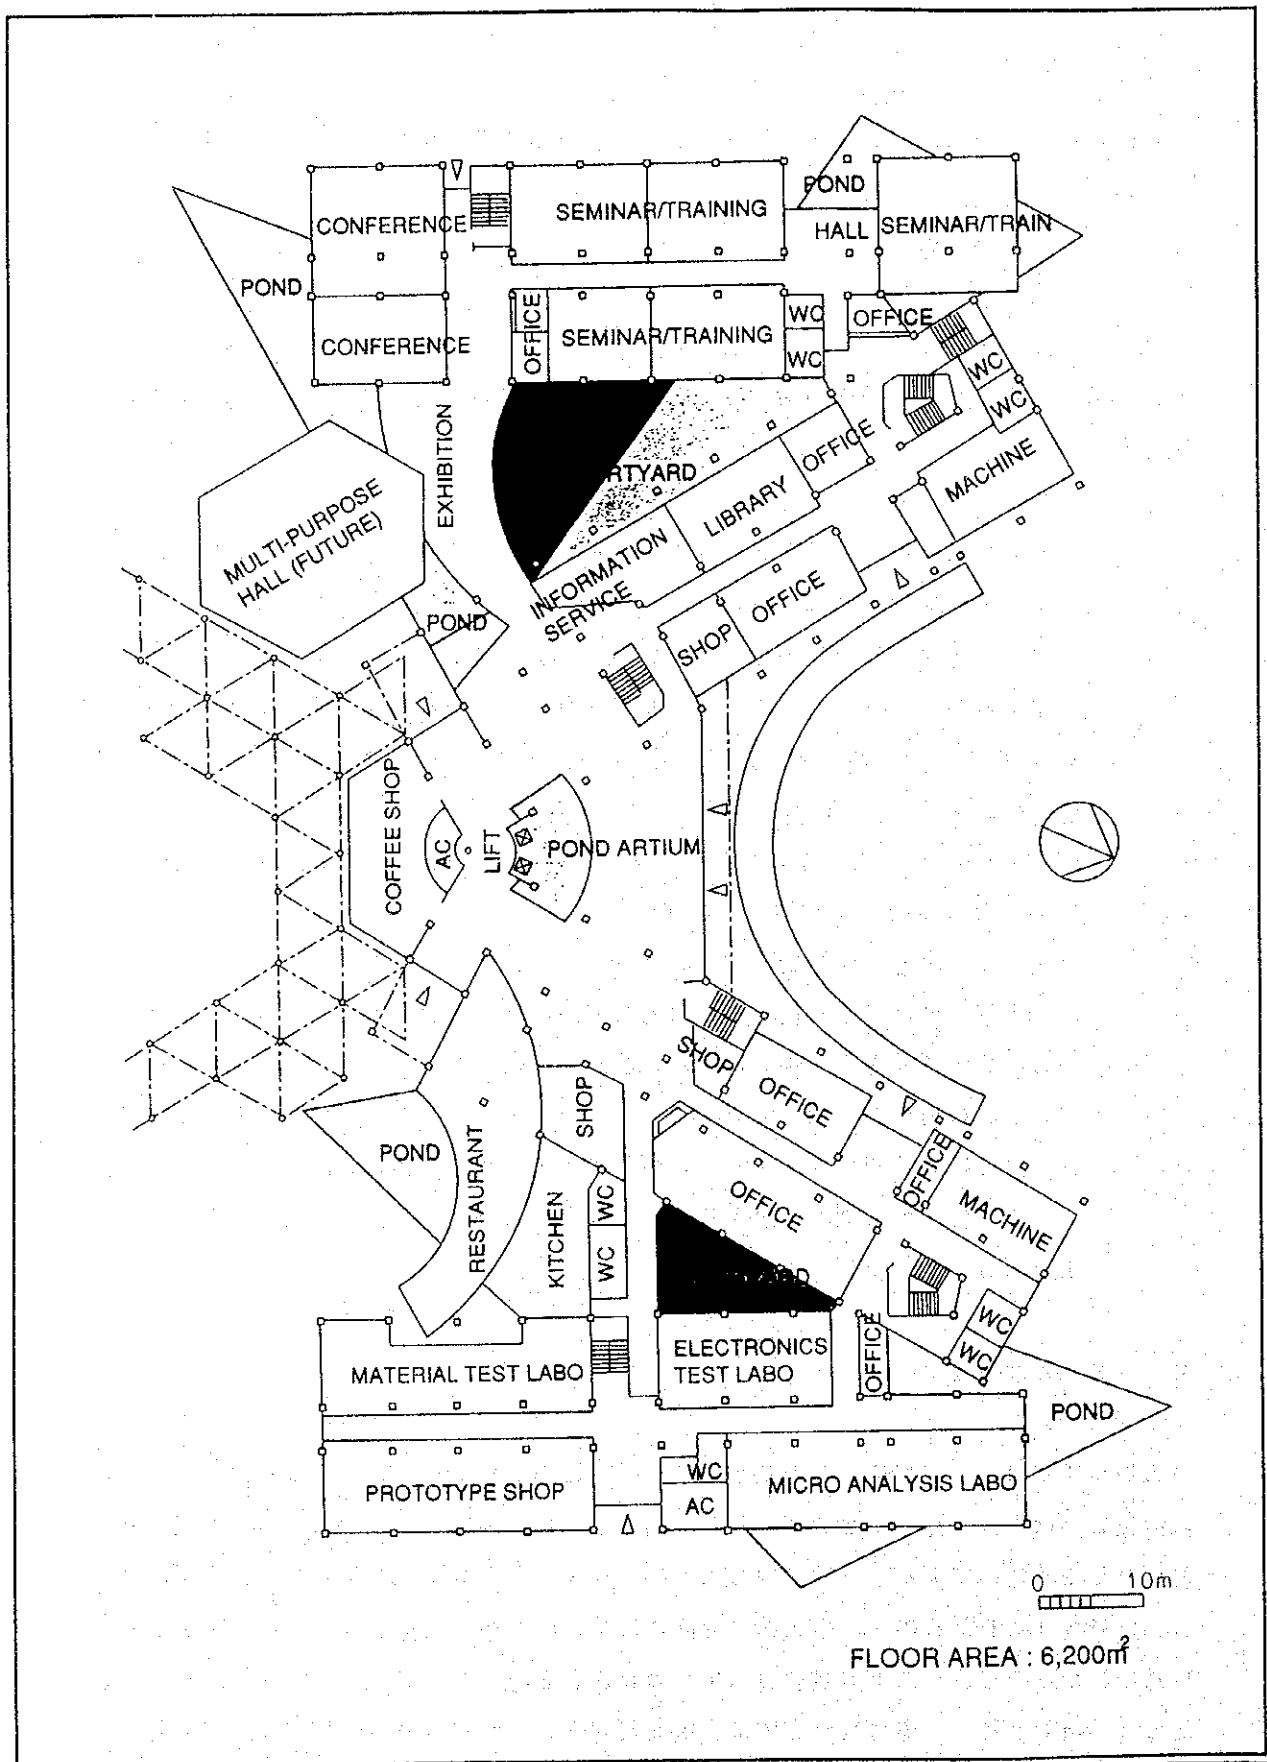 POND
CONFERENCE
SEMINAR/TRAINING
HALL
SEMINAR/TRAIN
POND
CONFERENCE
OFFICE
SEMINAR/TRAINING
WC
WC
OFFICE
WC
WC
EXHIBITION
RTYARD
OFFICE
LIBRARY
MACHINE
MULTI-PURPOSE
HALL (FUTURE)
INFORMATION
SERVICE
OFFICE
SHOP
POND
COFFEE SHOP
AC
LIFT
POND ARTIUM
SHOP
OFFICE
SHOP
POND
RESTAURANT
KITCHEN
WC
WC
OFFICE
OFFICE
MACHINE
WC
WC
OFFICE
MATERIAL TEST LABO
ELECTRONICS
TEST LABO
POND
PROTOTYPE SHOP
WC
AC
MICRO ANALYSIS LABO
0 10m
FLOOR AREA : 6,200m²